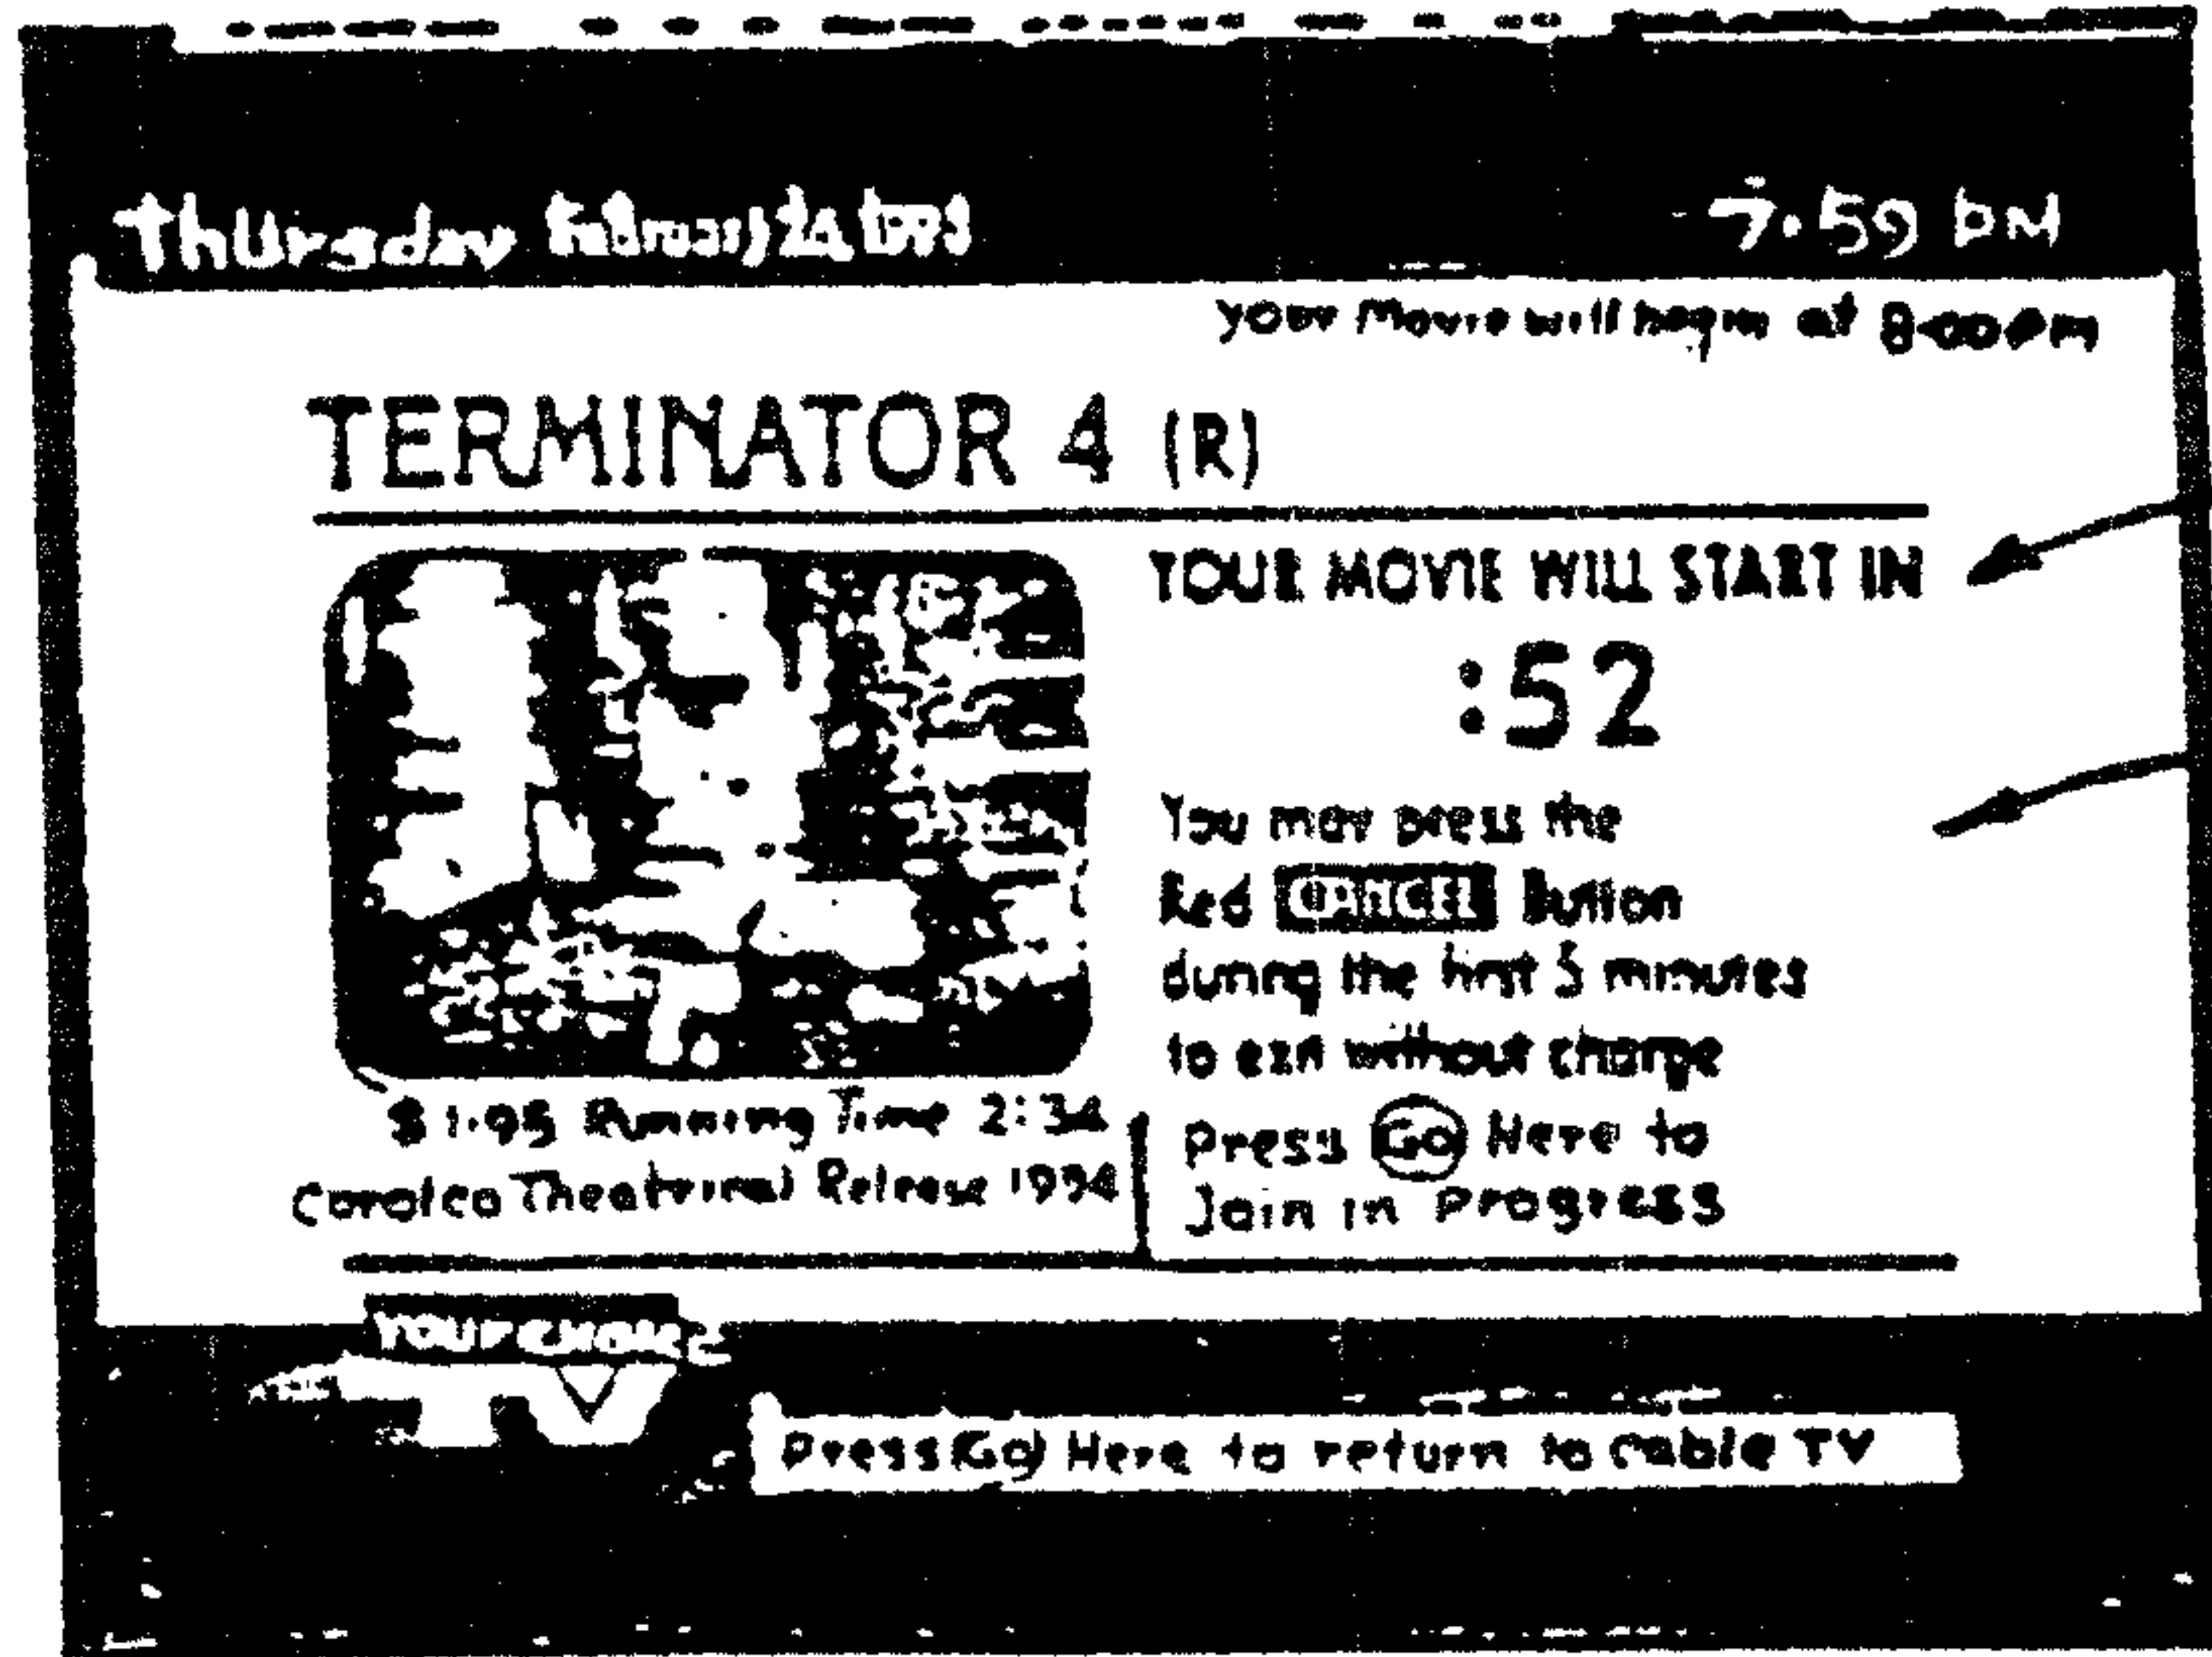 Thursday February
7:59 PM
your Movie will begin at 8:00PM
TERMINATOR 4 (R)
YOUR MOVIE WILL START IN
:52
You may press the
Red CANCEL button
during the first 5 minutes
to exit without charge
Press GO Here to
Join in Progress
$1.95 Running Time 2:34
Carolco Theatrical Release 1994
YOUR CHOICE
TV
Press GO Here to return to cable TV